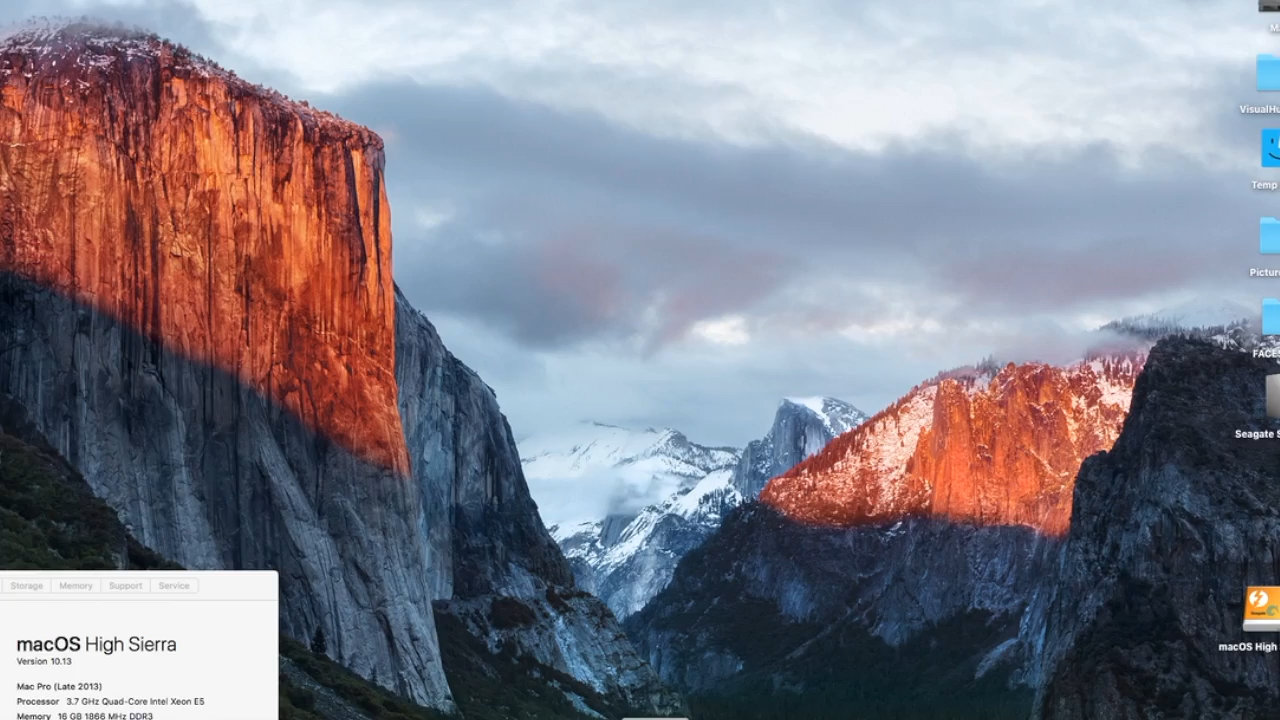 VisualHu
Temp
Pictur
FACES
Seagate S
Storage Memory Support Service
macOS High Sierra
Version 10.13
Mac Pro (Late 2013)
Processor 3.7 GHz Quad-Core Intel Xeon E5
Memory 16 GB 1866 MHz DDR3
macOS High